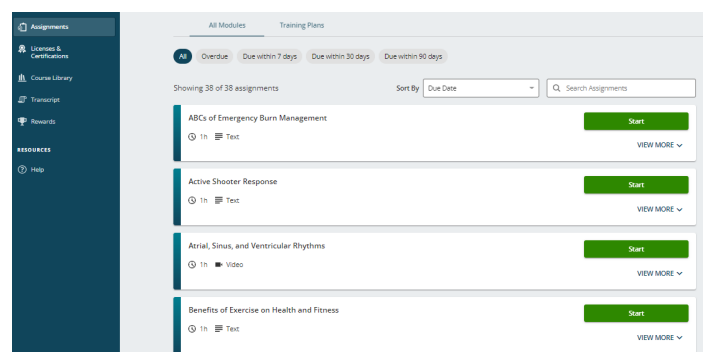 Assignments
Licenses &
Certifications
Course Library
Transcript
Rewards
RESOURCES
Help
All Modules Training Plans
All Overdue Due within 7 days Due within 30 days Due within 90 days
Showing 38 of 38 assignments Sort By Due Date Search Assignments
ABCs of Emergency Burn Management Start
1h Text
VIEW MORE
Active Shooter Response Start
1h Text
VIEW MORE
Atrial, Sinus, and Ventricular Rhythms Start
1h Video
VIEW MORE
Benefits of Exercise on Health and Fitness Start
1h Text
VIEW MORE